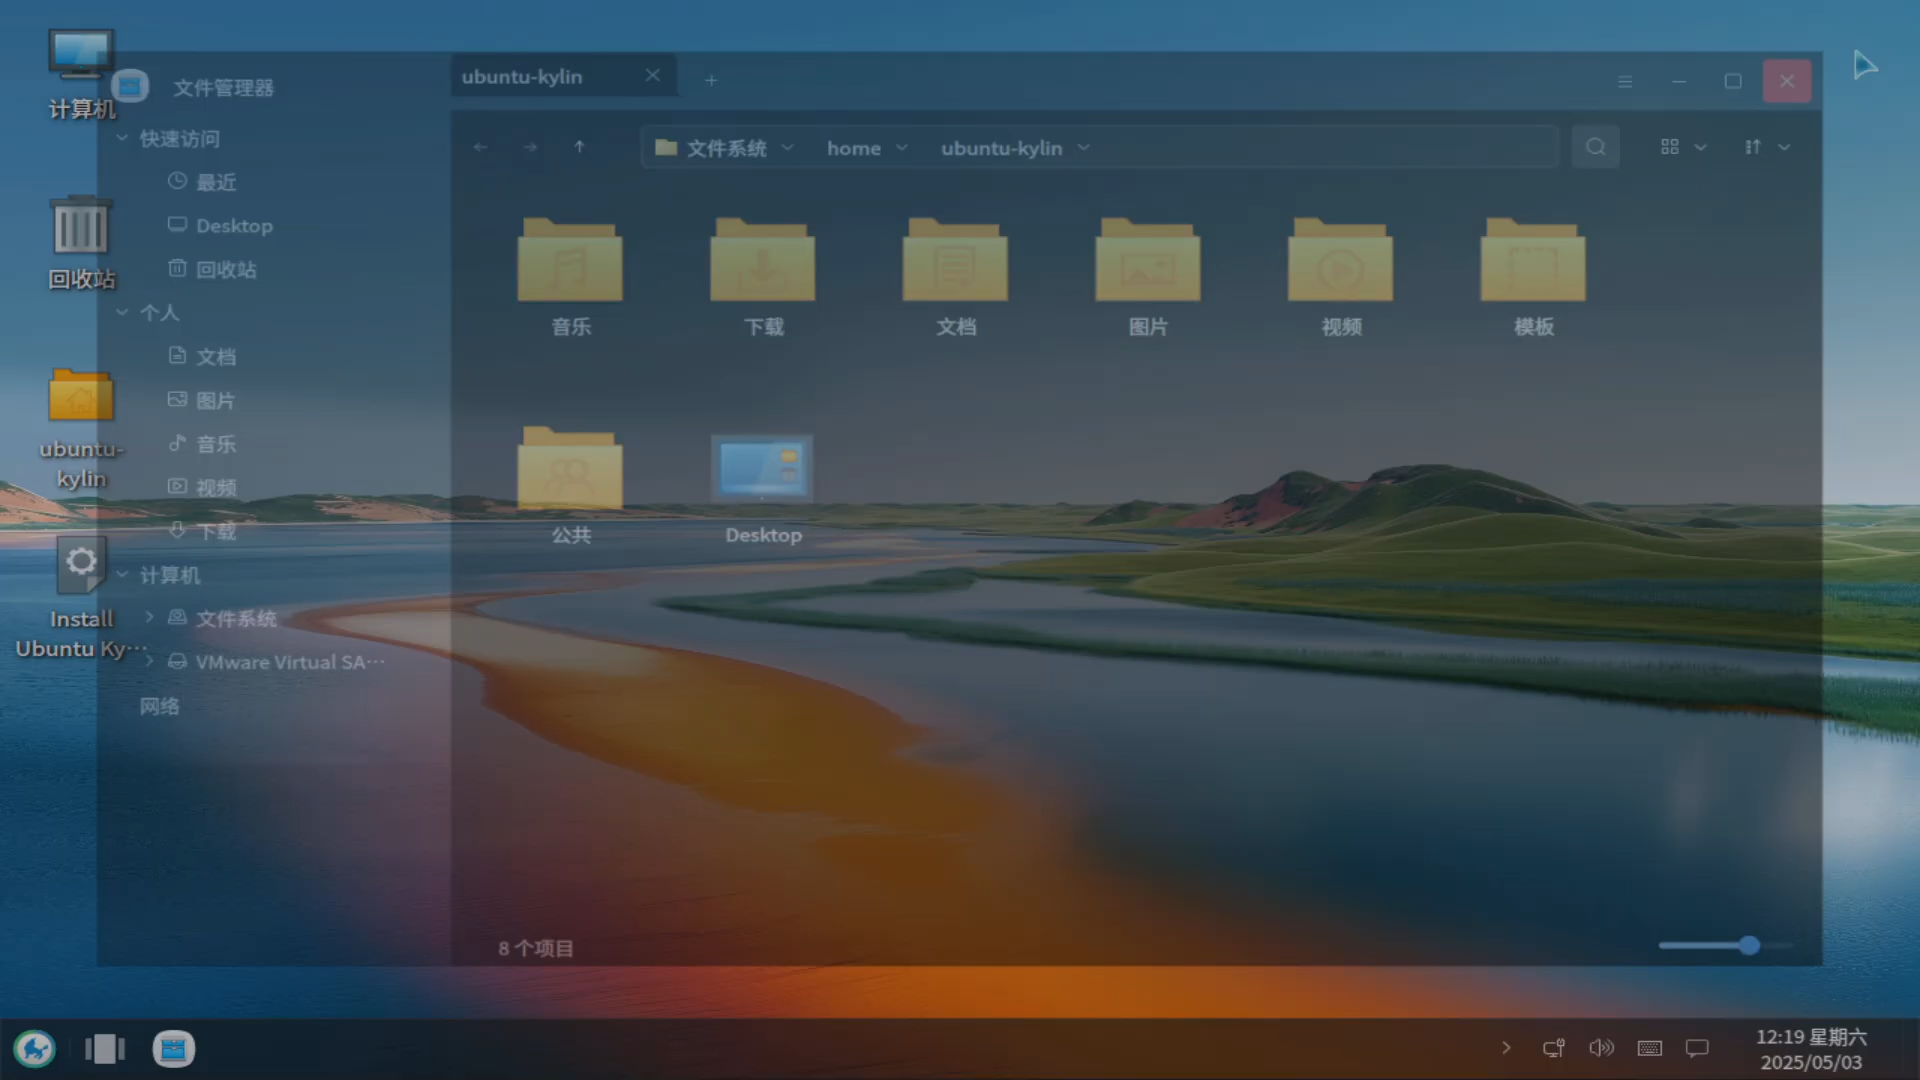 计算机
回收站
ubuntu-
kylin
Install
Ubuntu Ky…
文件管理器
快速访问
最近
Desktop
回收站
个人
文档
图片
音乐
视频
下载
计算机
文件系统
VMware Virtual SA…
网络
ubuntu-kylin
文件系统 home ubuntu-kylin
音乐 下载 文档 图片 视频 模板
公共 Desktop
8 个项目
12:19 星期六
2025/05/03